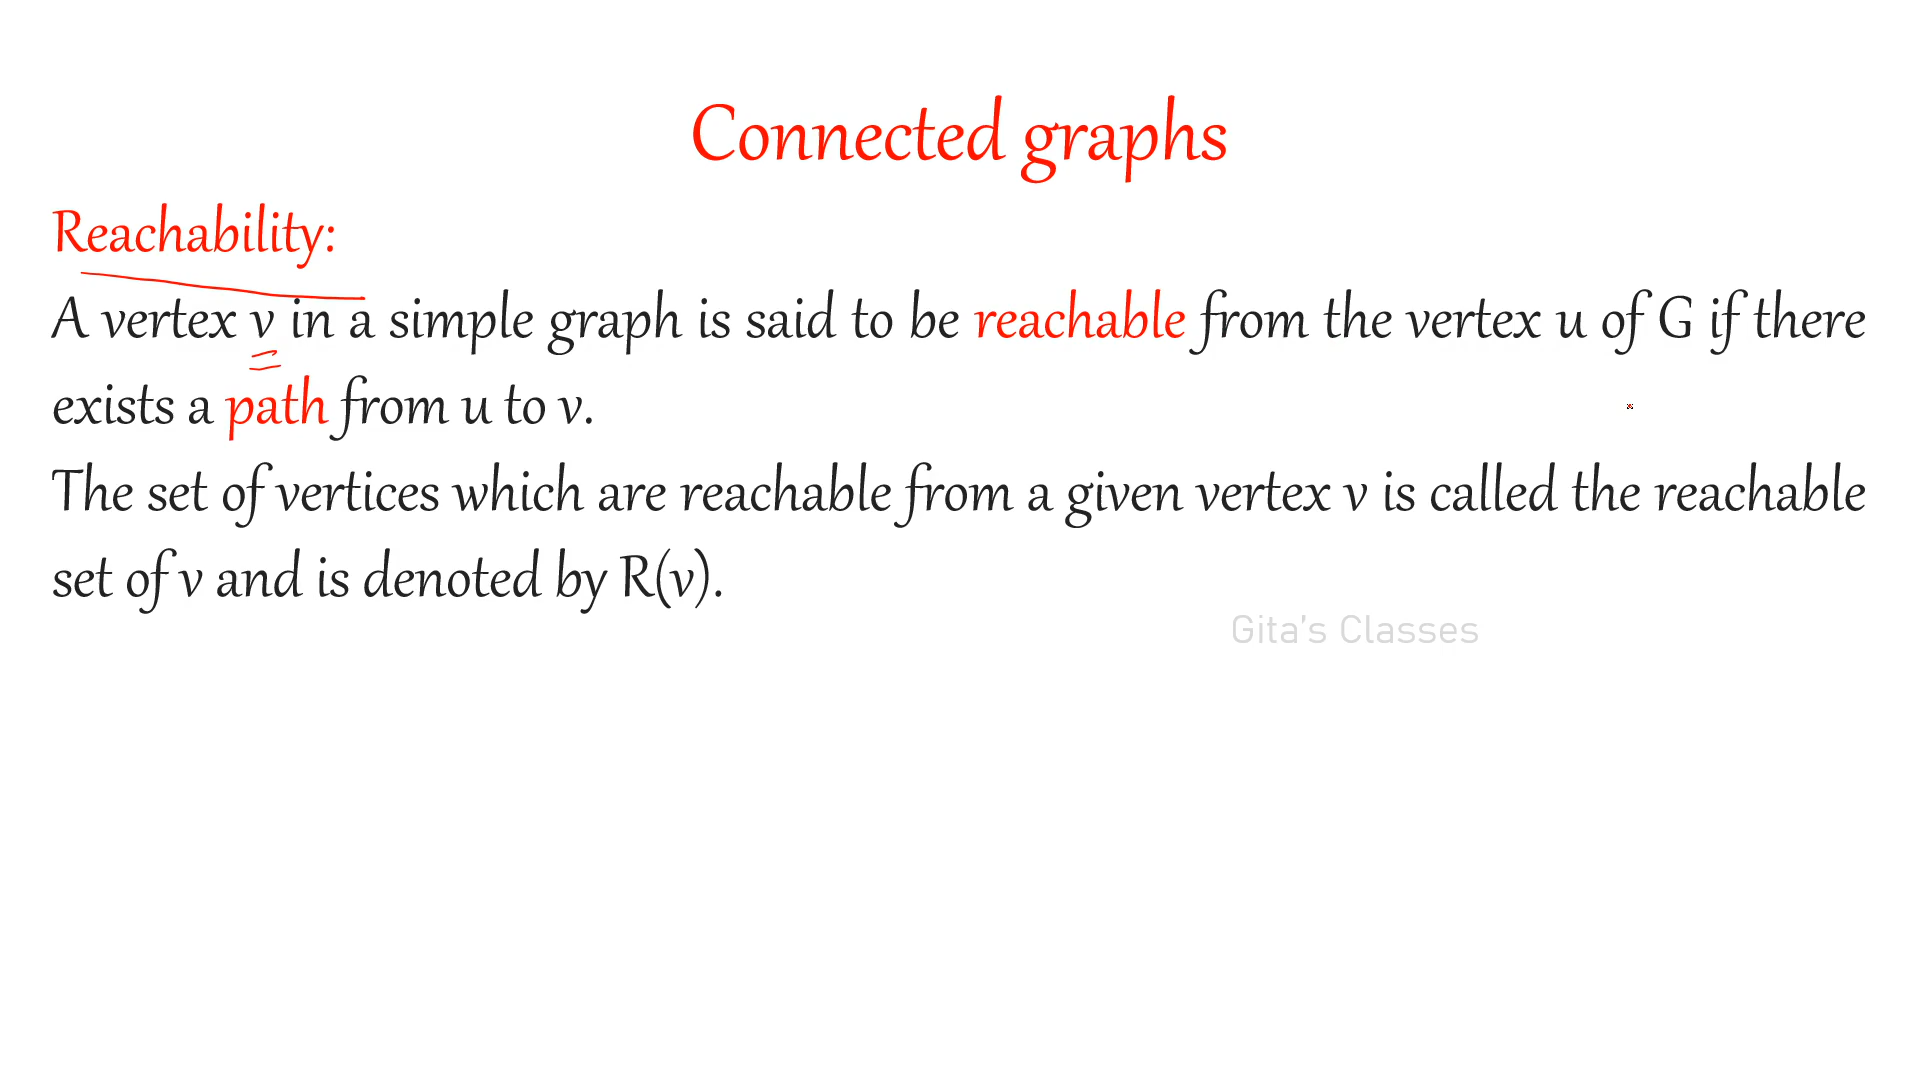 Connected graphs
Reachability:
A vertex v in a simple graph is said to be reachable from the vertex u of G if there
exists a path from u to v.
The set of vertices which are reachable from a given vertex v is called the reachable
set of v and is denoted by R(v).
Gita's Classes